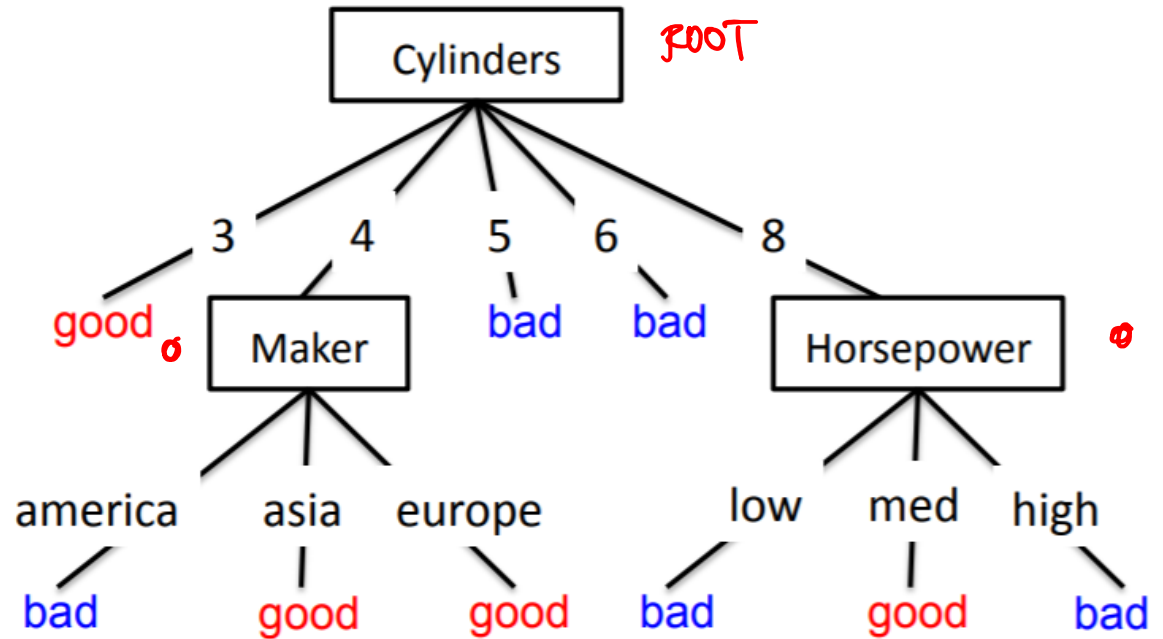 Cylinders ROOT
3 4 5 6 8
good Maker bad bad Horsepower
america asia europe low med high
bad good good bad good bad